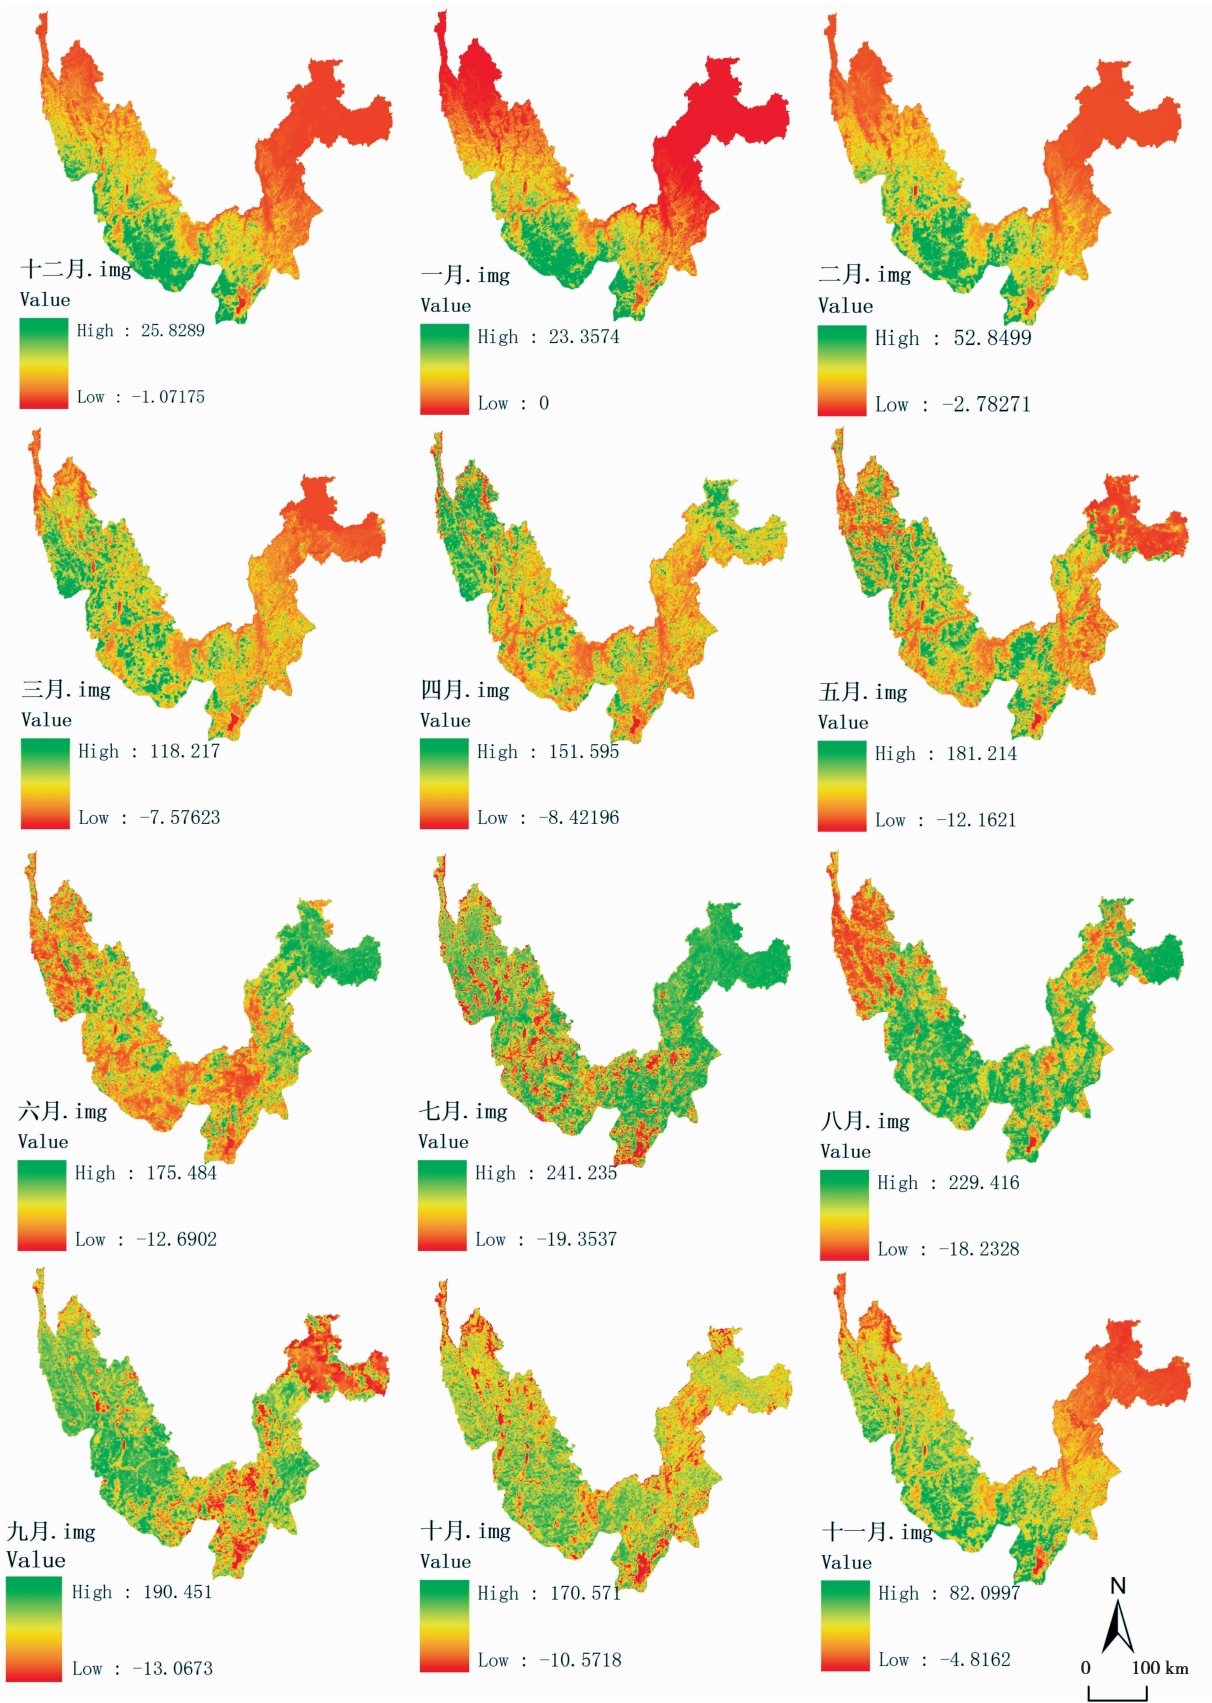 十二月.img
Value
High : 25.8289
Low : -1.07175
一月.img
Value
High : 23.3574
Low : 0
二月.img
Value
High : 52.8499
Low : -2.78271
三月.img
Value
High : 118.217
Low : -7.57623
四月.img
Value
High : 151.595
Low : -8.42196
五月.img
Value
High : 181.214
Low : -12.1621
六月.img
Value
High : 175.484
Low : -12.6902
七月.img
Value
High : 241.235
Low : -19.3537
八月.img
Value
High : 229.416
Low : -18.2328
九月.img
Value
High : 190.451
Low : -13.0673
十月.img
Value
High : 170.571
Low : -10.5718
十一月.img
Value
High : 82.0997
Low : -4.8162
N
0 100 km